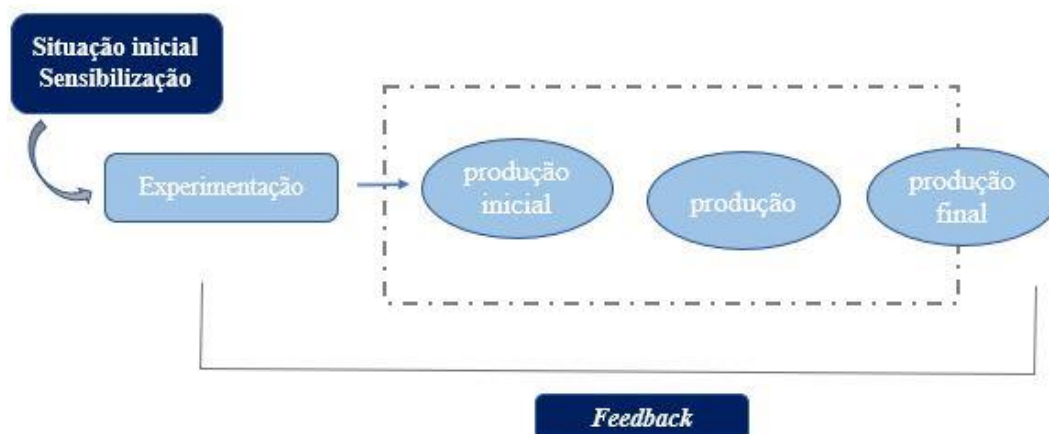 Situação inicial
Sensibilização
Experimentação
produção
inicial
produção
produção
final
Feedback